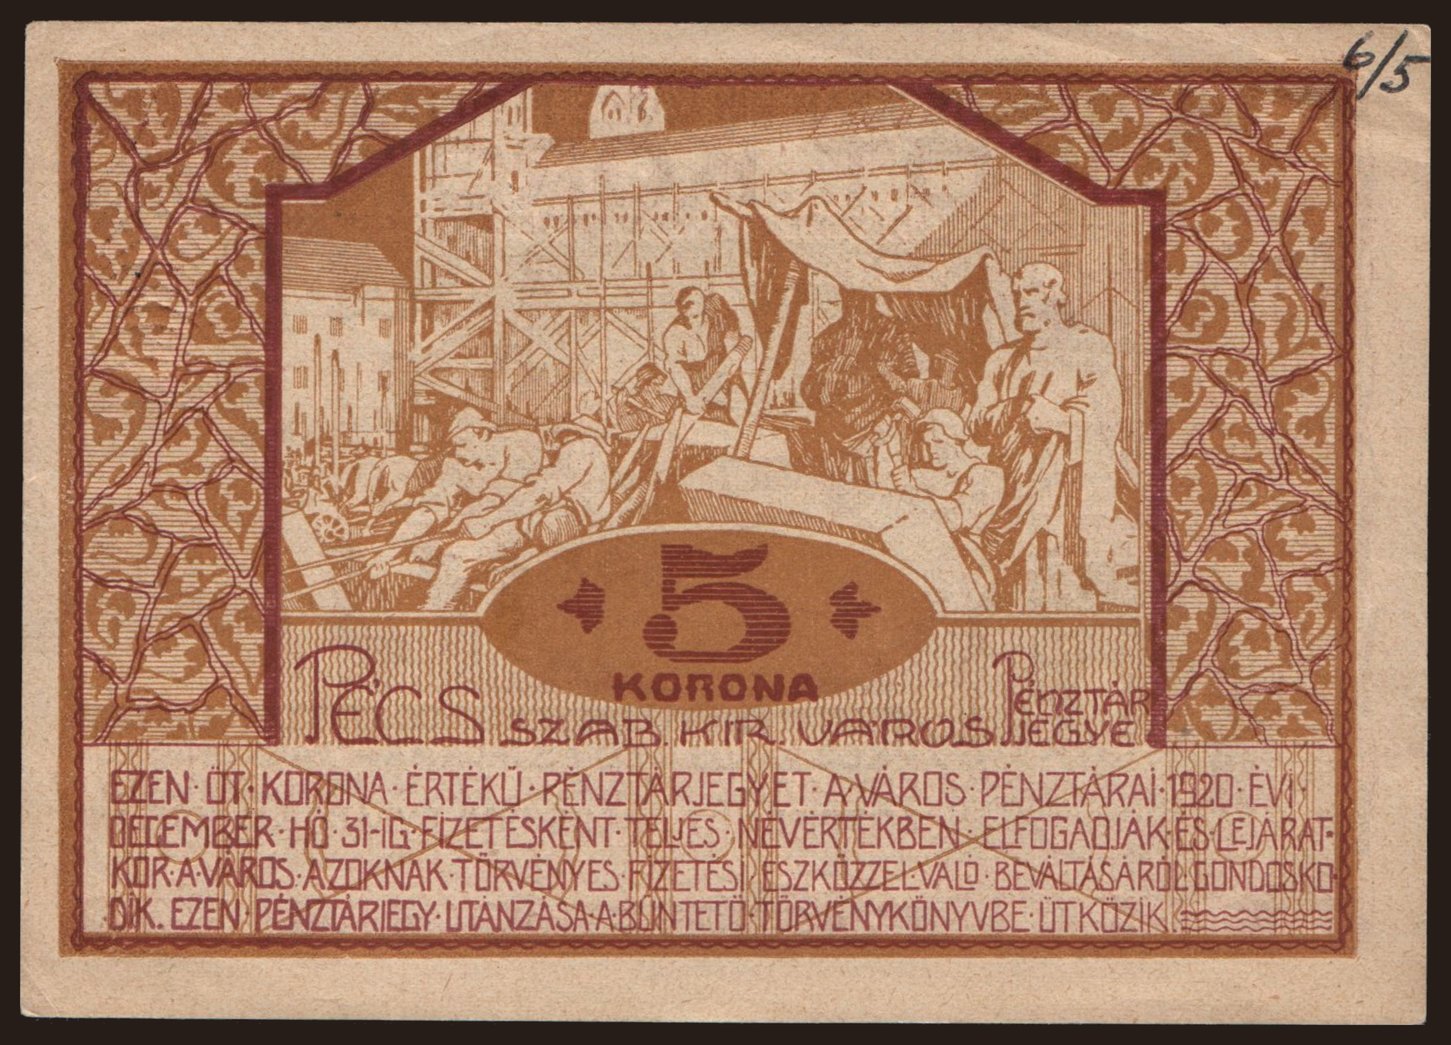 6/5
5
KORONA
PÉCS SZAB. KIR. VÁROS PÉNZTÁR
JEGYE
EZEN · ÖT · KORONA · ÉRTÉKŰ · PÉNZTÁRJEGYET · A · VÁROS · PÉNZTÁRAI · 1920 · ÉVI ·
DECEMBER · HÓ · 31-IG · FIZETÉSKÉNT · TELJES · NÉVÉRTÉKBEN · ELFOGADJÁK · ÉS · LEJÁRAT-
KOR · A · VÁROS · AZOKNAK · TÖRVÉNYES · FIZETÉSI · ESZKÖZZEL · VALÓ · BEVÁLTÁSÁRÓL GONDOSKO-
DIK. EZEN · PÉNZTÁRJEGY · UTÁNZÁSA · A · BÜNTETŐ · TÖRVÉNYKÖNYVBE · ÜTKÖZIK.